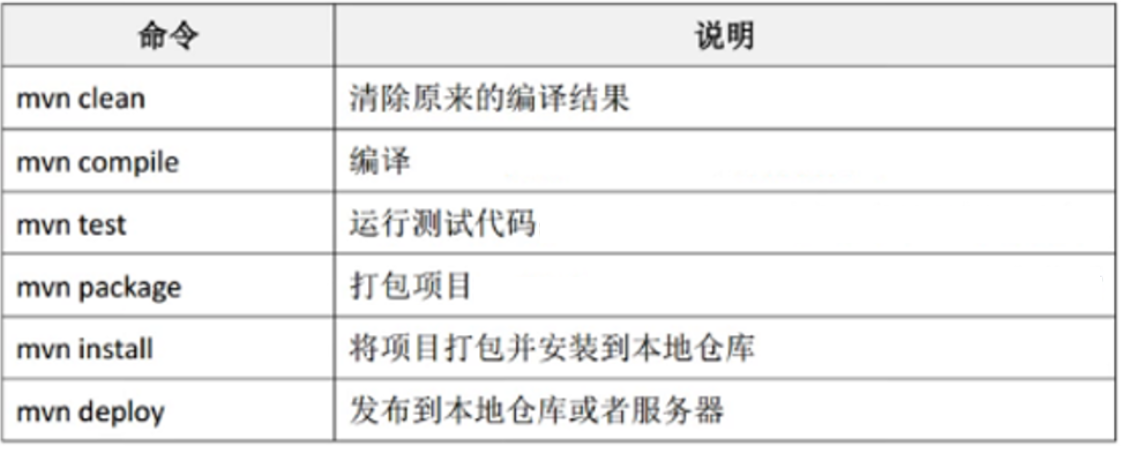 命令 说明
mvn clean 清除原来的编译结果
mvn compile 编译
mvn test 运行测试代码
mvn package 打包项目
mvn install 将项目打包并安装到本地仓库
mvn deploy 发布到本地仓库或者服务器